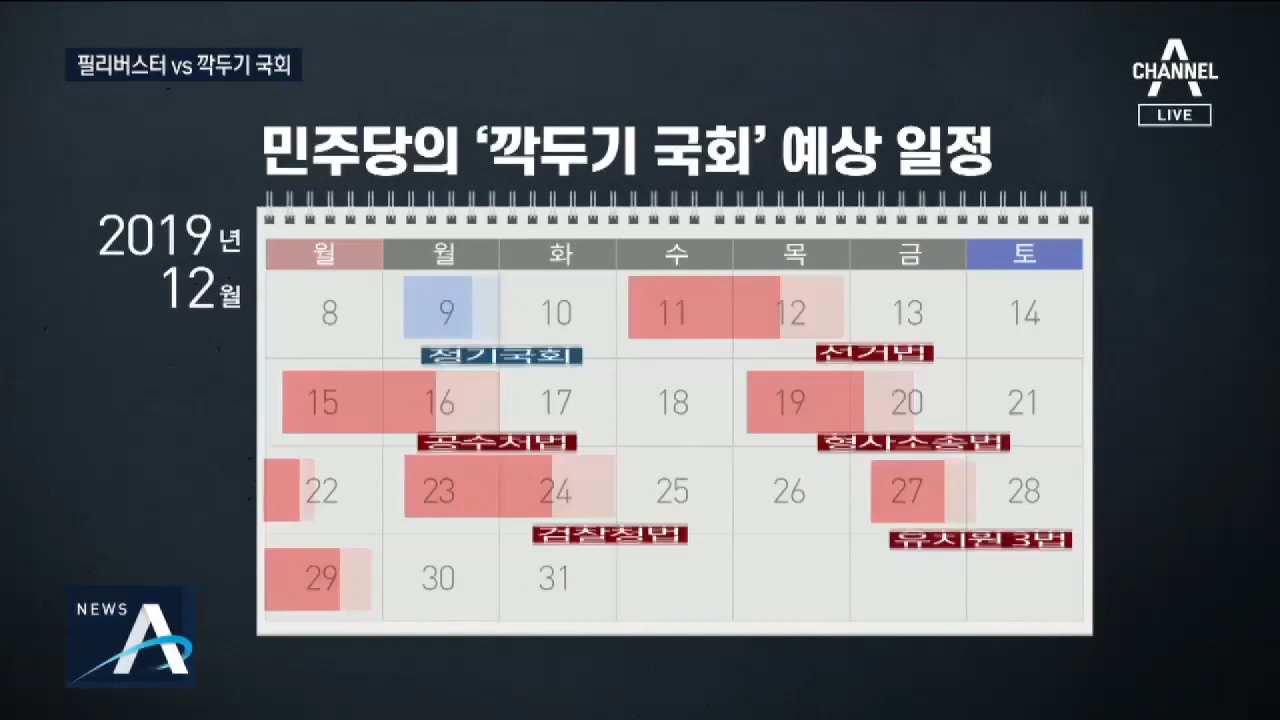 필리버스터 vs 깍두기 국회
CHANNEL
LIVE
민주당의 ‘깍두기 국회’ 예상 일정
2019년
12월
월 월 화 수 목 금 토
8 9 10 11 12 13 14
정기국회 선거법
15 16 17 18 19 20 21
공수처법 형사소송법
22 23 24 25 26 27 28
검찰청법 유치원 3법
29 30 31
NEWS A